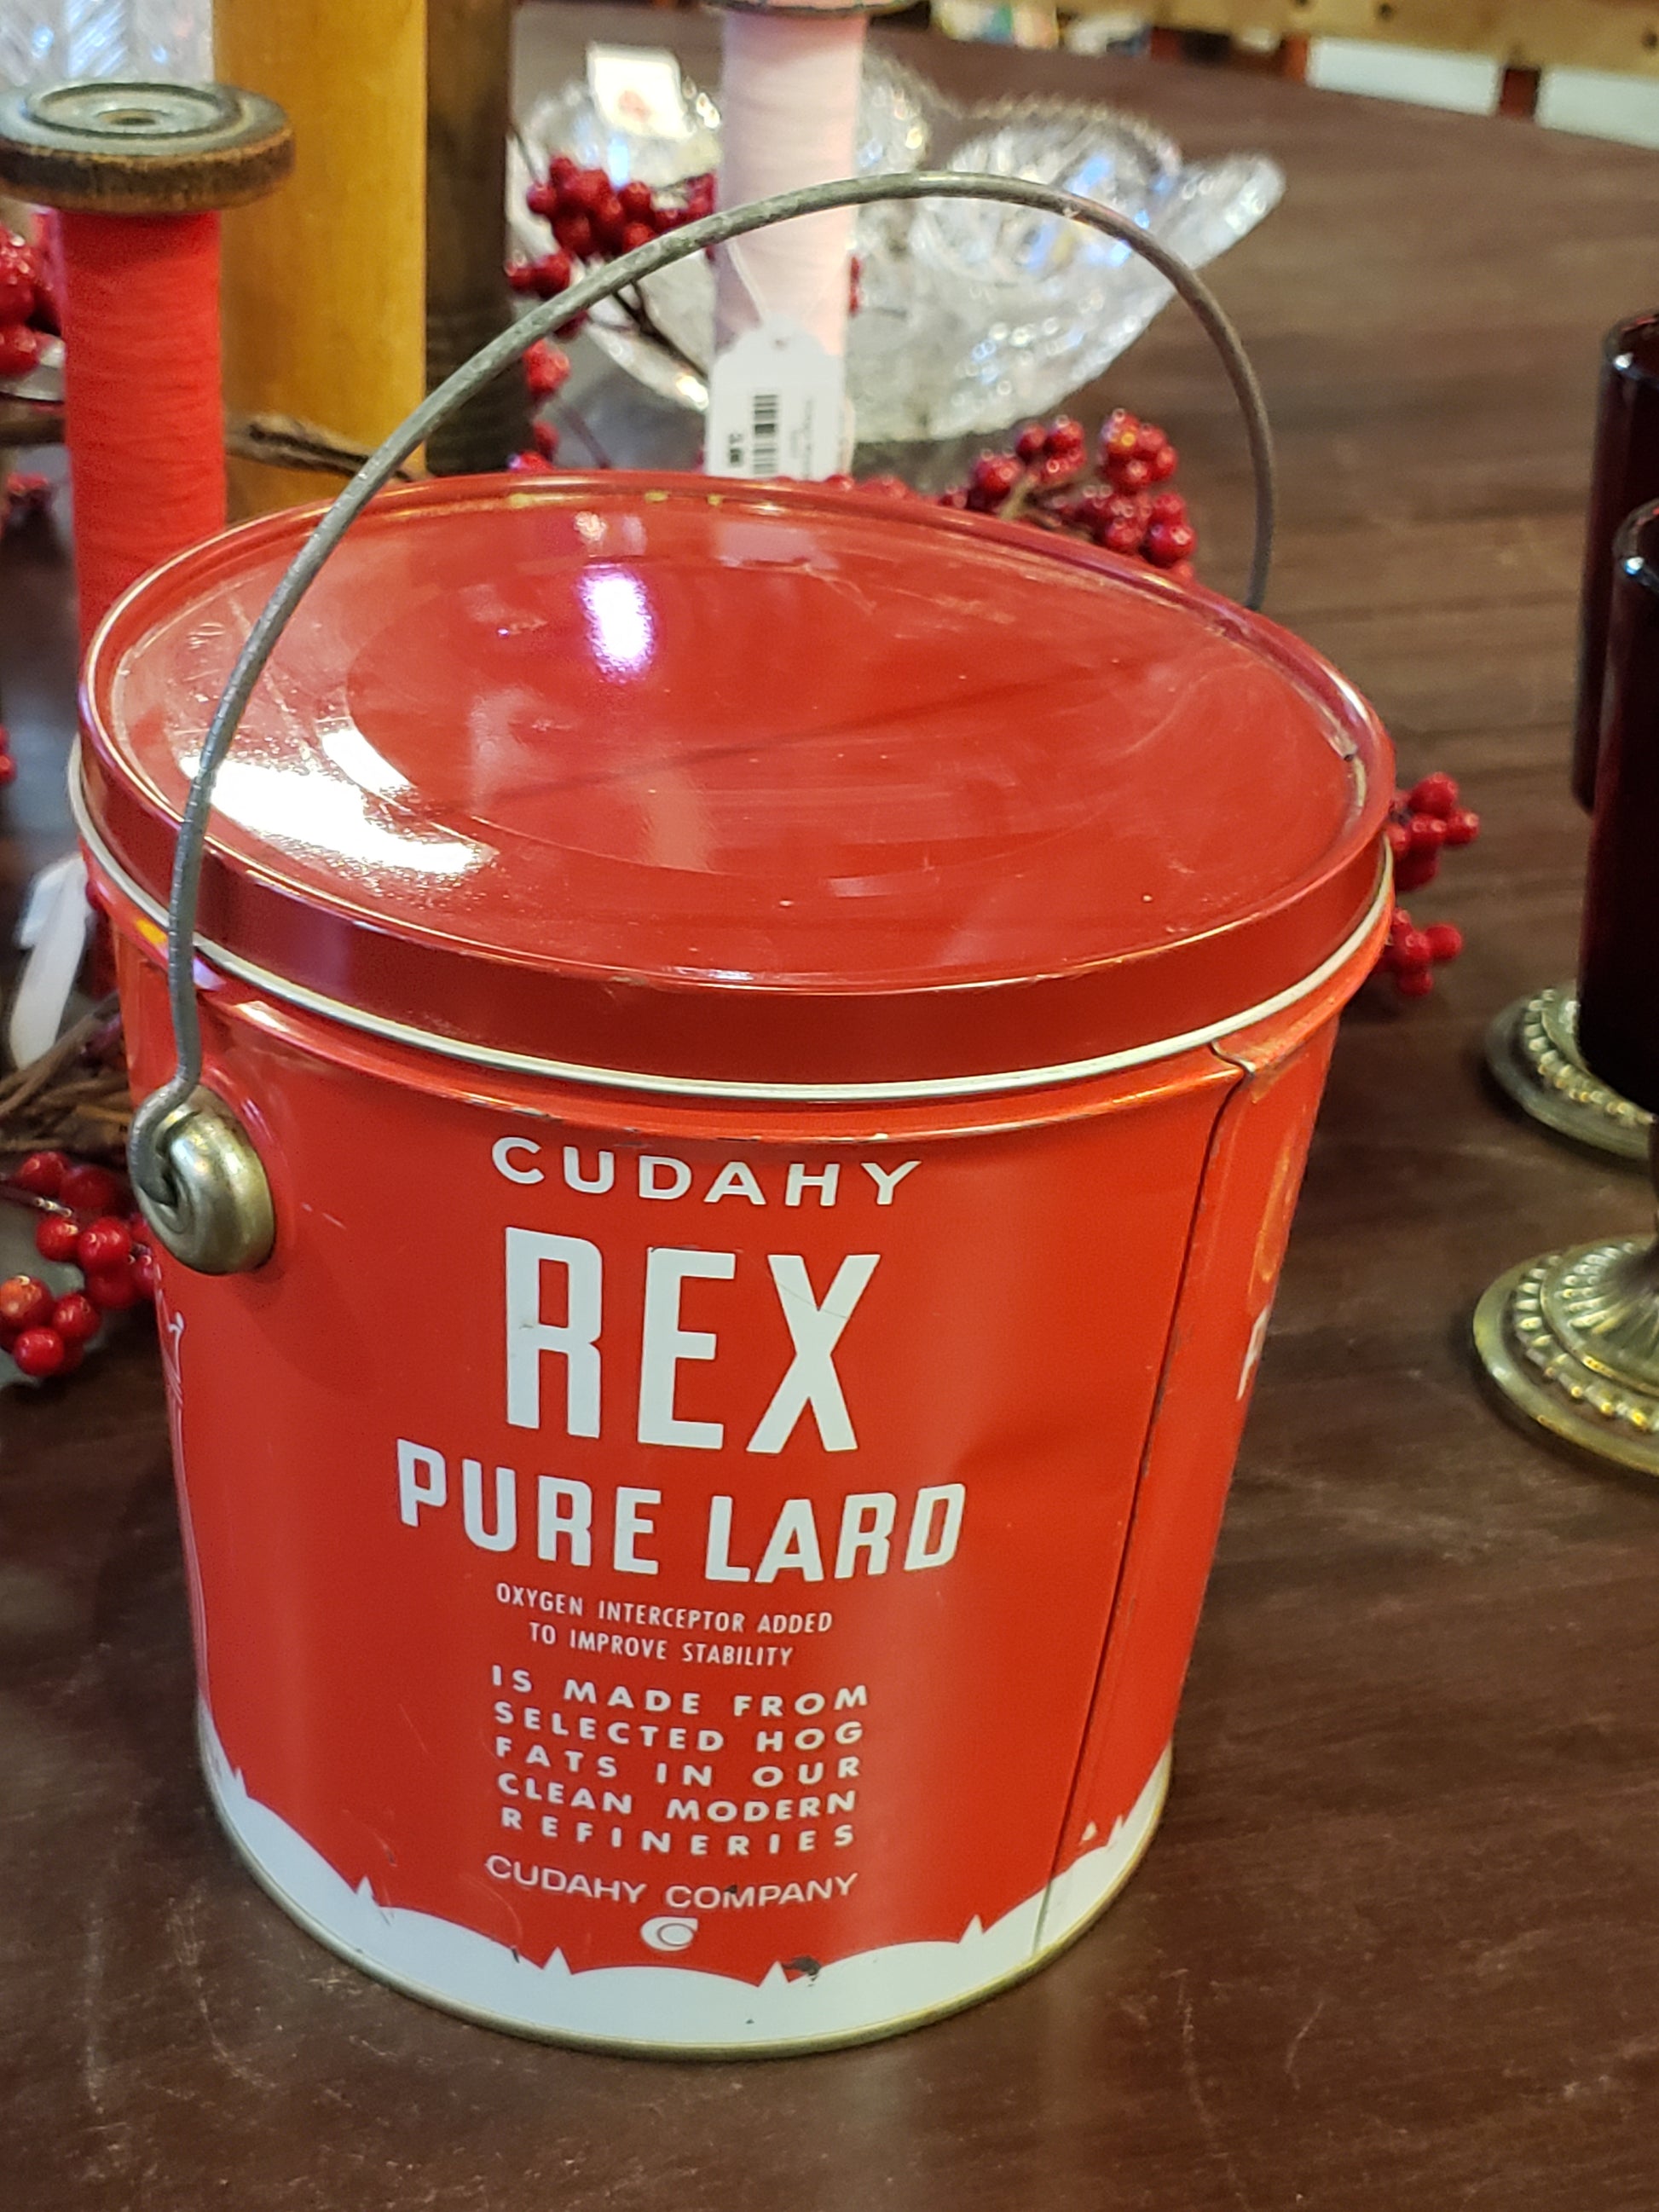 CUDAHY
REX
PURE LARD
OXYGEN INTERCEPTOR ADDED
TO IMPROVE STABILITY
IS MADE FROM
SELECTED HOG
FATS IN OUR
CLEAN MODERN
REFINERIES
CUDAHY COMPANY